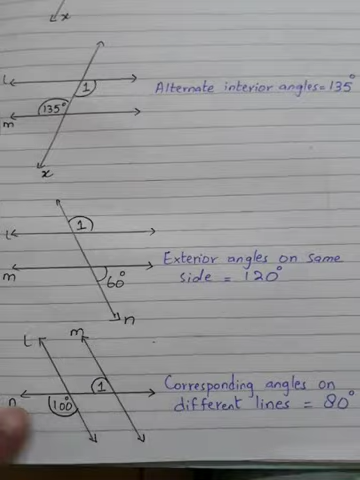 x
l
1
Alternate interior angles=135°
135°
m
x
1
l
Exterior angles on same
m
60°
side = 120°
n
l
m
1
Corresponding angles on
n
100°
different lines = 80°